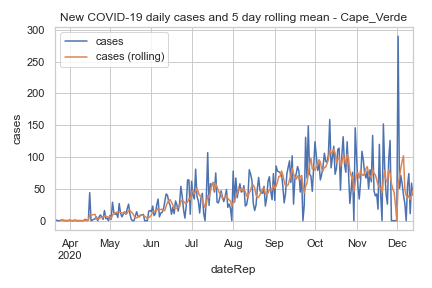 New COVID-19 daily cases and 5 day rolling mean - Cape_Verde
300
250
200
150
100
50
0
cases
cases
cases (rolling)
Apr
2020
May
Jun
Jul
Aug
Sep
Oct
Nov
Dec
dateRep